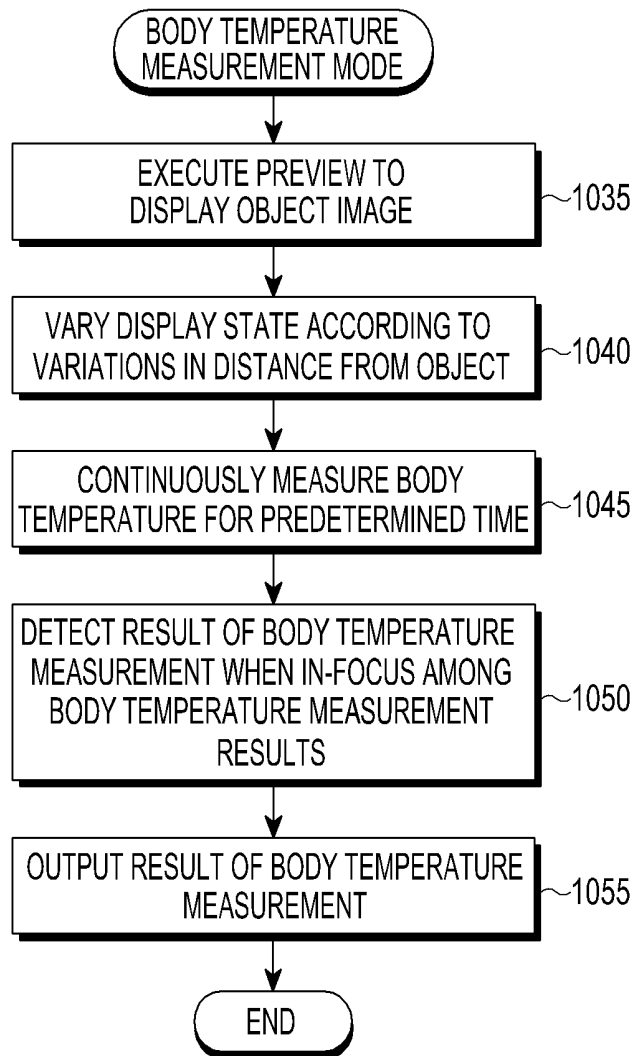 BODY TEMPERATURE
MEASUREMENT MODE
EXECUTE PREVIEW TO
DISPLAY OBJECT IMAGE
1035
VARY DISPLAY STATE ACCORDING TO
VARIATIONS IN DISTANCE FROM OBJECT
1040
CONTINUOUSLY MEASURE BODY
TEMPERATURE FOR PREDETERMINED TIME
1045
DETECT RESULT OF BODY TEMPERATURE
MEASUREMENT WHEN IN-FOCUS AMONG
BODY TEMPERATURE MEASUREMENT
RESULTS
1050
OUTPUT RESULT OF BODY TEMPERATURE
MEASUREMENT
1055
END